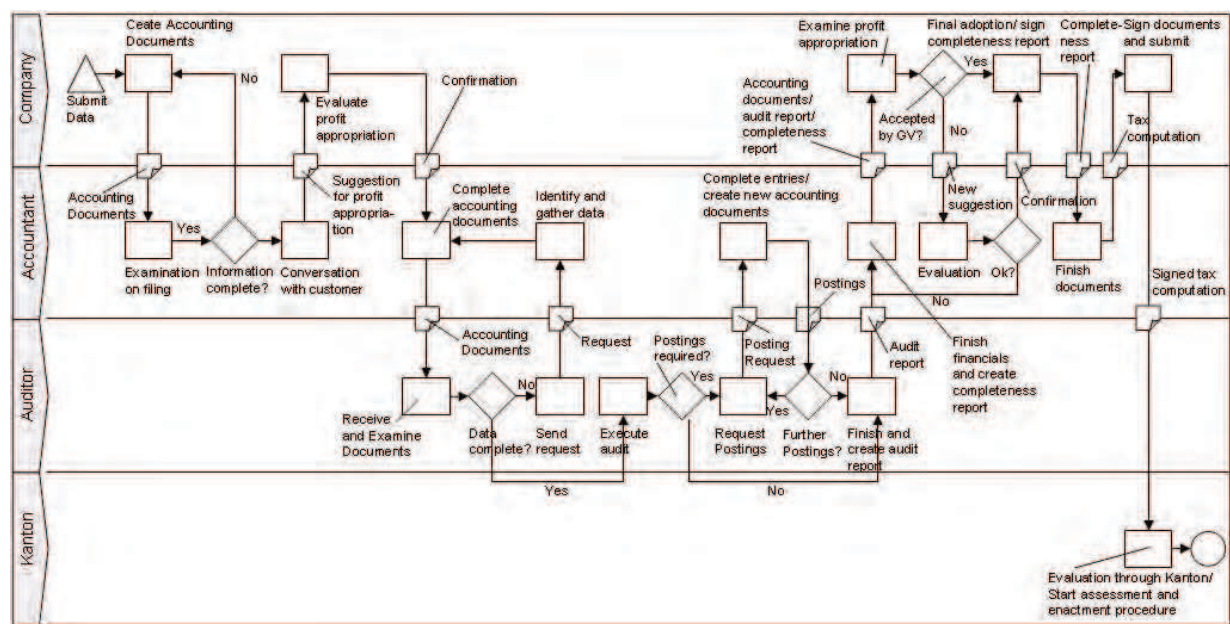 Company
Ceate Accounting
Documents
Submit
Data
No
Evaluate
profit
appropriation
Confirmation
Accounting
documents/
audit report/
completeness
report
Examine profit
appropriation
Accepted
by GV?
Yes
No
Final adoption/ sign
completeness report
Complete-
ness
report
Sign documents
and submit
Tax
computation
Accountant
Accounting
Documents
Yes
Examination
on filing
Information
complete?
Suggestion
for profit
appropria-
tion
Conversation
with customer
Complete
accounting
documents
Identify and
gather data
Complete entries/
create new accounting
documents
Postings
New
suggestion
Evaluation
Confirmation
Ok?
No
Finish
documents
Signed tax
computation
Auditor
Accounting
Documents
Request
Receive
and Examine
Documents
Data
complete?
No
Send
request
Yes
Execute
audit
Postings
required?
Yes
No
Posting
Request
Request
Postings
Yes
Further
Postings?
No
Audit
report
Finish and
create audit
report
Finish
financials
and create
completeness
report
Kanton
Evaluation through Kanton/
Start assessment and
enactment procedure